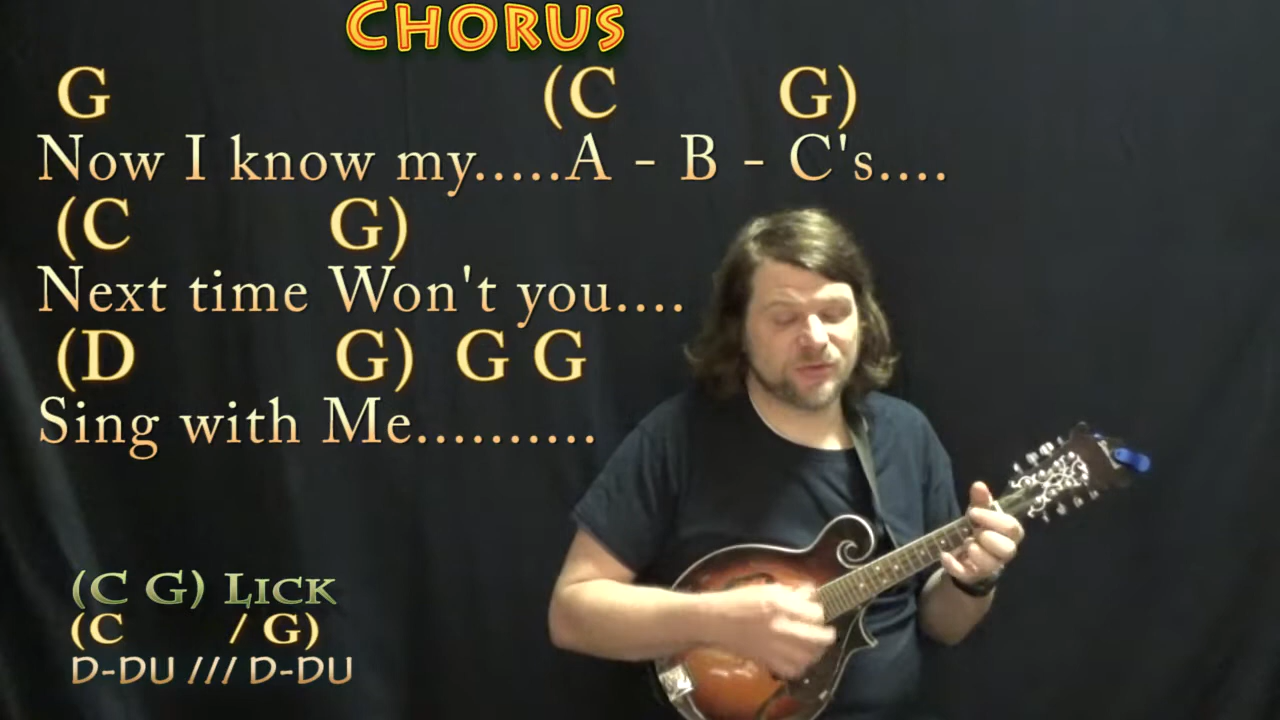 CHORUS
G (C G)
Now I know my.....A - B - C's....
(C G)
Next time Won't you....
(D G) G G
Sing with Me..........
(C G) LICK
(C / G)
D-DU /// D-DU